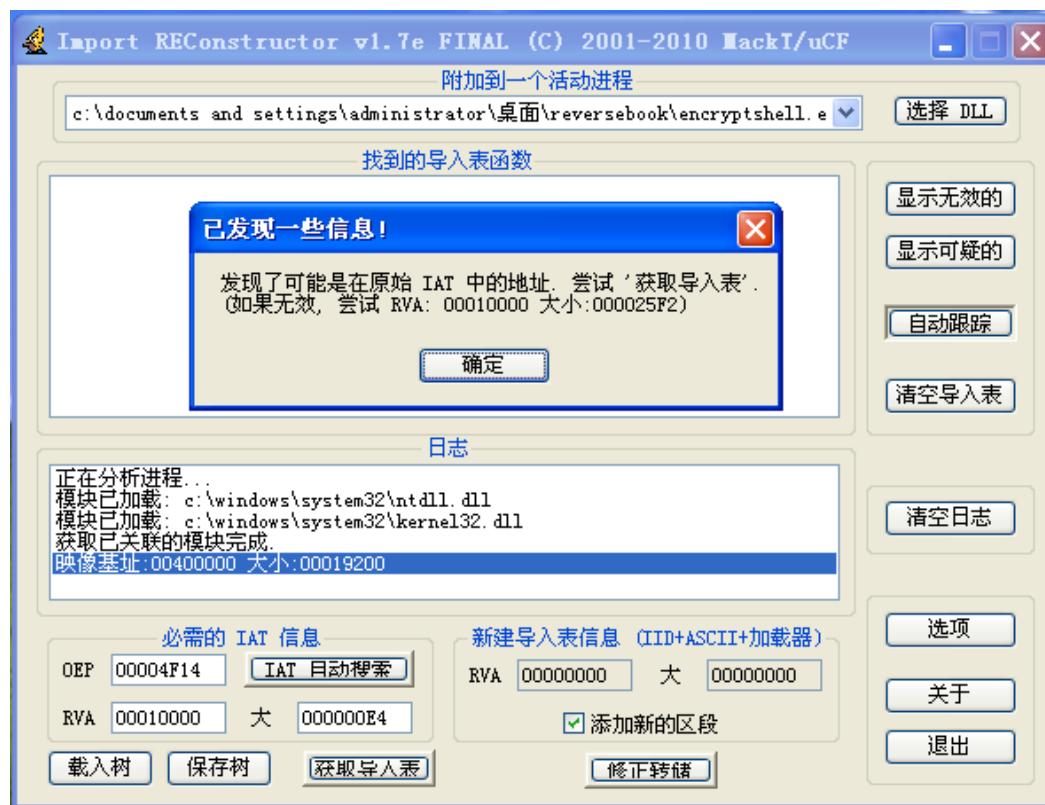 Import REConstructor v1.7e FINAL (C) 2001-2010 MackT/uCF
附加到一个活动进程
c:\documents and settings\administrator\桌面\reversebook\encryptshell.e
选择 DLL
找到的导入表函数
显示无效的
已发现一些信息!
显示可疑的
发现了可能是在原始 IAT 中的地址. 尝试 '获取导入表'.
(如果无效, 尝试 RVA: 00010000 大小:000025F2)
自动跟踪
确定
清空导入表
日志
正在分析进程...
模块已加载: c:\windows\system32\ntdll.dll
模块已加载: c:\windows\system32\kernel32.dll
获取已关联的模块完成.
映像基址:00400000 大小:00019200
清空日志
必需的 IAT 信息
新建导入表信息 (IID+ASCII+加载器)
选项
OEP 00004F14 IAT 自动搜索
RVA 00000000 大 00000000
关于
RVA 00010000 大 000000E4
添加新的区段
退出
载入树 保存树 获取导入表 修正转储